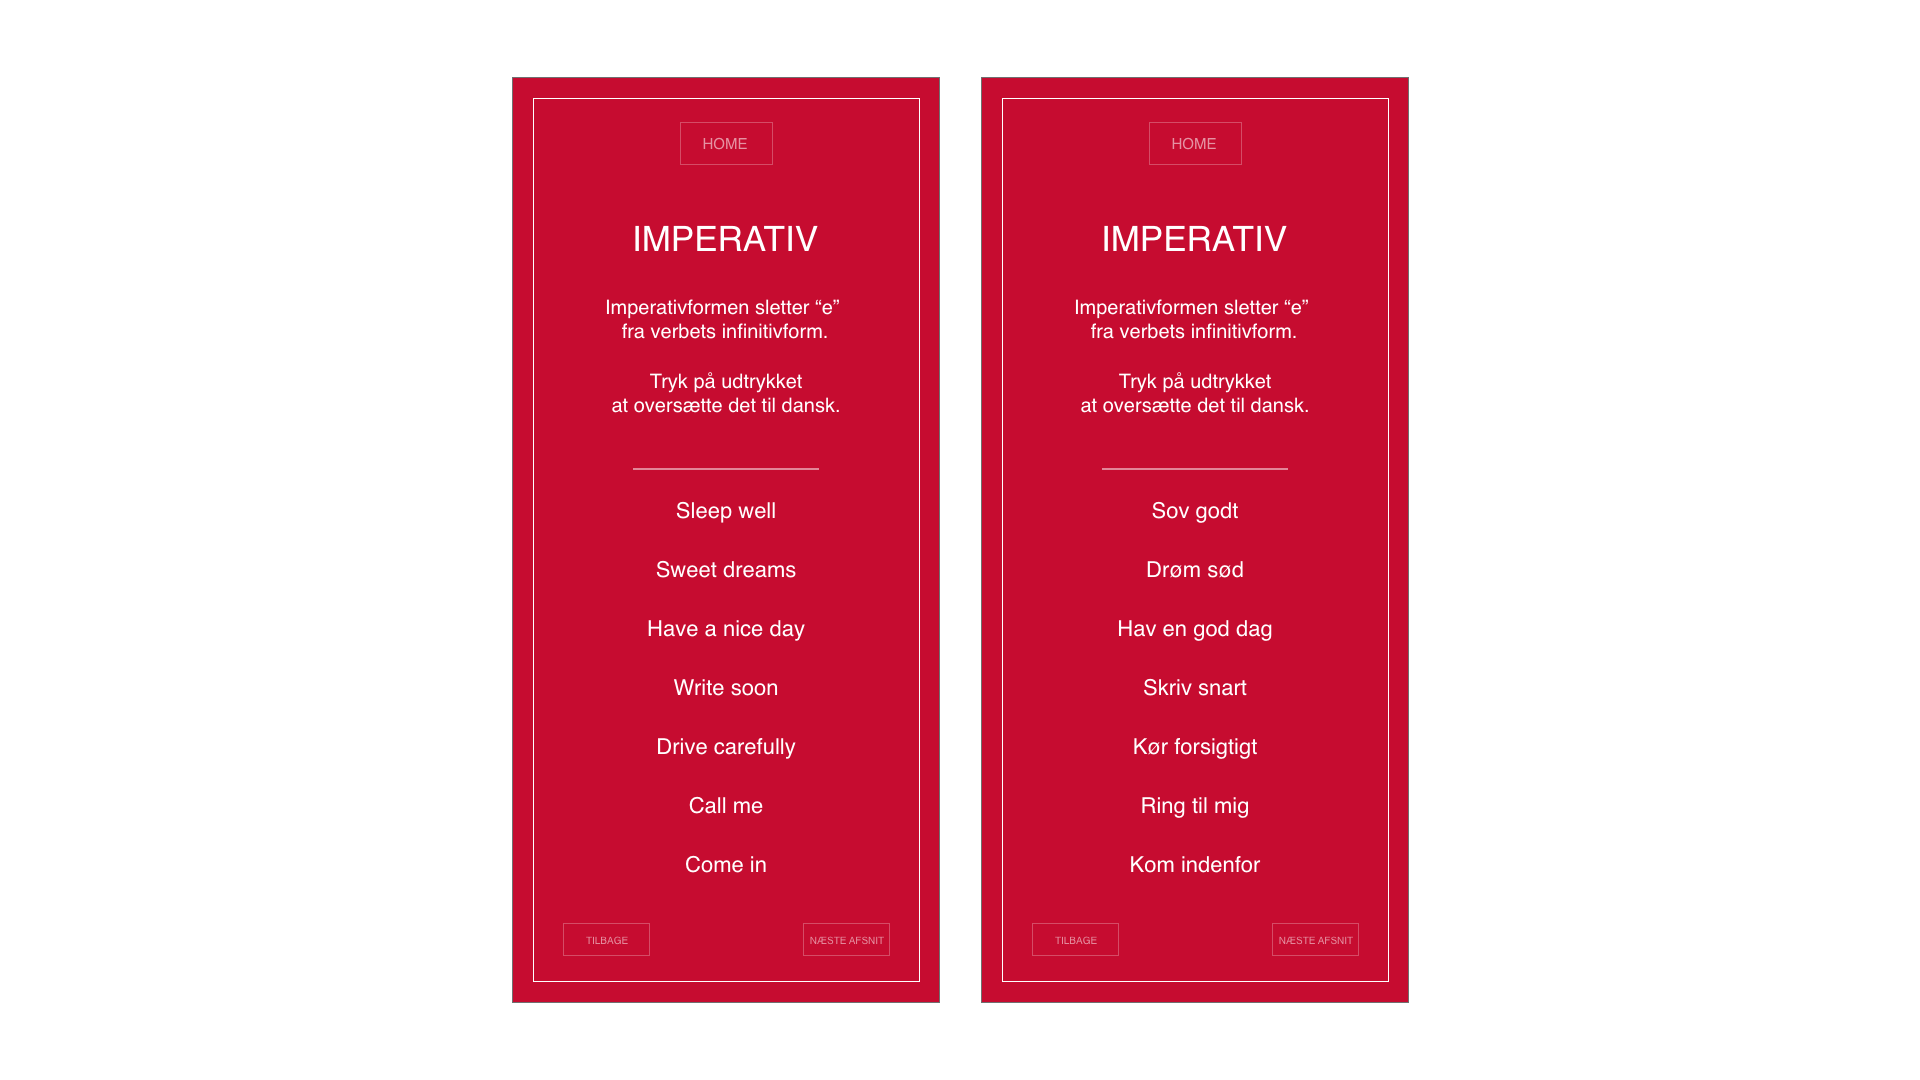 HOME
IMPERATIV
Imperativformen sletter “e”
fra verbets infinitivform.
Tryk på udtrykket
at oversætte det til dansk.
Sleep well
Sweet dreams
Have a nice day
Write soon
Drive carefully
Call me
Come in
TILBAGE
NÆSTE AFSNIT
HOME
IMPERATIV
Imperativformen sletter “e”
fra verbets infinitivform.
Tryk på udtrykket
at oversætte det til dansk.
Sov godt
Drøm sød
Hav en god dag
Skriv snart
Kør forsigtigt
Ring til mig
Kom indenfor
TILBAGE
NÆSTE AFSNIT